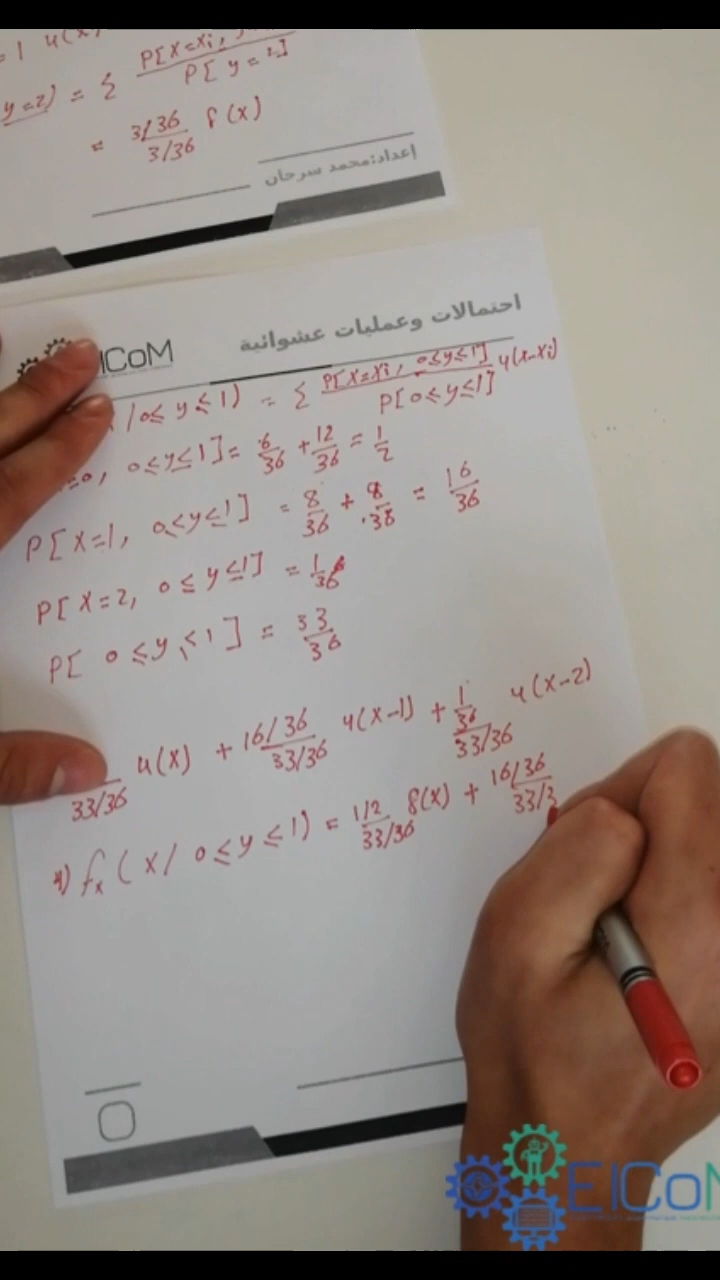 = 1 u(x
y=2) = Σ P[X=xi, / P[ y = 2]
= 3/36 / 3/36 f(x)
إعداد:محمد سرحان
احتمالات وعمليات عشوائية
ICoM
/ 0≤ y ≤ 1) = Σ P[X=xi, 0≤y≤1] / P[0≤y≤1] u(x-xi)
=0, 0≤y≤1] = 6/36 + 12/36 = 1/2
P[X=1, 0≤y≤1] = 8/36 + 8/36 = 16/36
P[X=2, 0≤y≤1] = 1/36
P[ 0≤y≤1 ] = 33/36
/ 33/36 u(x) + 16/36 / 33/36 u(x-1) + 1/36 / 33/36 u(x-2)
4) fx ( x/ 0≤y≤1) = 1/2 / 33/36 δ(x) + 16/36 / 33/3
EICoM